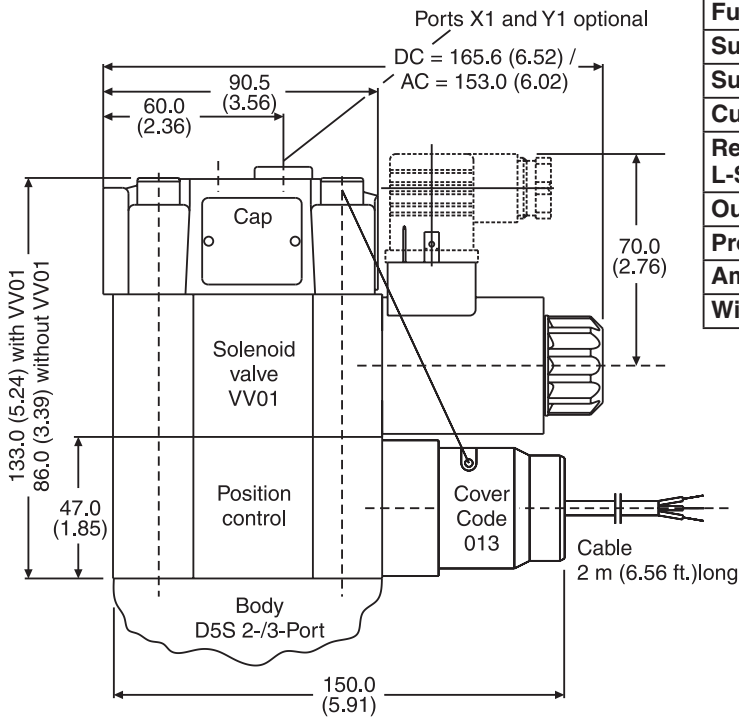 Ports X1 and Y1 optional
DC = 165.6 (6.52) /
AC = 153.0 (6.02)
90.5
(3.56)
60.0
(2.36)
Cap
70.0
(2.76)
133.0 (5.24) with VV01
86.0 (3.39) without VV01
Solenoid
valve
VV01
47.0
(1.85)
Position
control
Cover
Code
013
Cable
2 m (6.56 ft.)long
Body
D5S 2-/3-Port
150.0
(5.91)
Fu
Su
Su
Cu
Re
L-S
Ou
Pro
Am
Wi